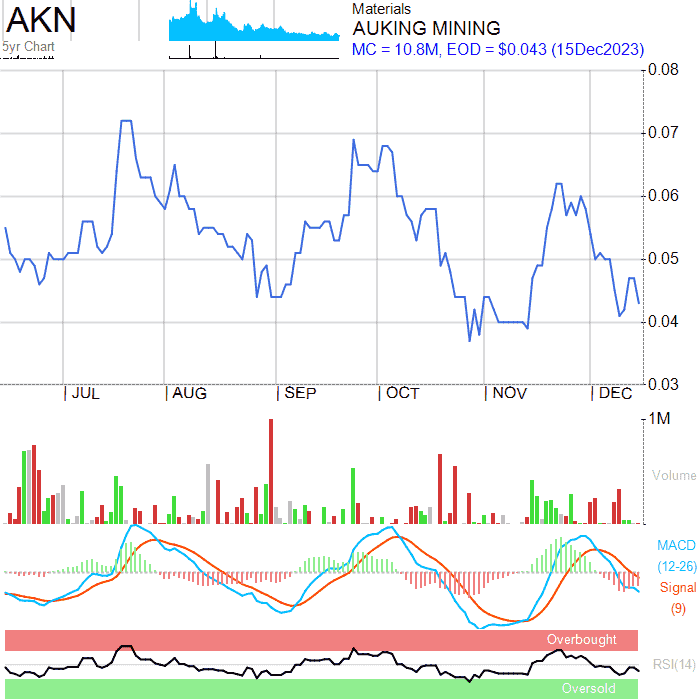 AKN
5yr Chart
Materials
AUKING MINING
MC = 10.8M, EOD = $0.043 (15Dec2023)
0.08
0.07
0.06
0.05
0.04
0.03
JUL
AUG
SEP
OCT
NOV
DEC
1M
Volume
MACD
(12-26)
Signal
(9)
Overbought
RSI(14)
Oversold